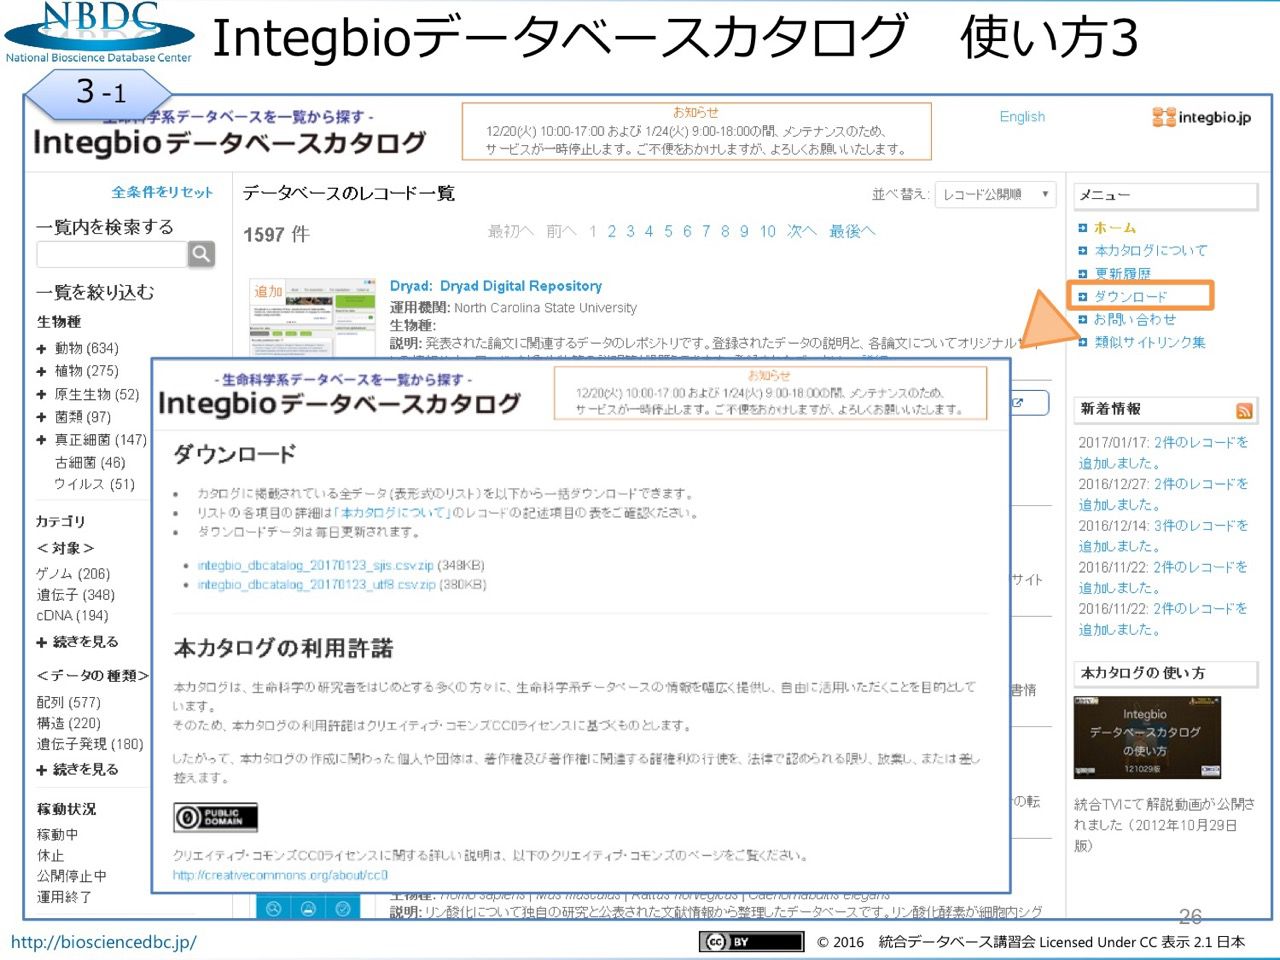 NBDC
National Bioscience Database Center
Integbioデータベースカタログ　使い方3
3-1
- 生命科学系データベースを一覧から探す -
Integbioデータベースカタログ
お知らせ
12/20(火) 10:00-17:00 および 1/24(火) 9:00-18:00の間、メンテナンスのため、
サービスが一時停止します。ご不便をおかけしますが、よろしくお願いいたします。
English
integbio.jp
全条件をリセット
一覧内を検索する
一覧を絞り込む
生物種
+ 動物 (634)
+ 植物 (275)
+ 原生生物 (52)
+ 菌類 (97)
+ 真正細菌 (147)
古細菌 (46)
ウイルス (51)
カテゴリ
＜対象＞
ゲノム (206)
遺伝子 (348)
cDNA (194)
+ 続きを見る
＜データの種類＞
配列 (577)
構造 (220)
遺伝子発現 (180)
+ 続きを見る
稼動状況
稼動中
休止
公開停止中
運用終了
データベースのレコード一覧
並べ替え: レコード公開順
1597 件
最初へ 前へ 1 2 3 4 5 6 7 8 9 10 次へ 最後へ
追加
Dryad: Dryad Digital Repository
運用機関: North Carolina State University
生物種:
説明: 発表された論文に関連するデータのレポジトリです。登録されたデータの説明と、各論文についてオリジナルサイ
- 生命科学系データベースを一覧から探す -
Integbioデータベースカタログ
お知らせ
12/20(火) 10:00-17:00 および 1/24(火) 9:00-18:00の間、メンテナンスのため、
サービスが一時停止します。ご不便をおかけしますが、よろしくお願いいたします。
ダウンロード
• カタログに掲載されている全データ(表形式のリスト)を以下から一括ダウンロードできます。
• リストの各項目の詳細は「本カタログについて」のレコードの記述項目の表をご確認ください。
• ダウンロードデータは毎日更新されます。
• integbio_dbcatalog_20170123_sjis.csv.zip (348KB)
• integbio_dbcatalog_20170123_utf8.csv.zip (380KB)
本カタログの利用許諾
本カタログは、生命科学の研究者をはじめとする多くの方々に、生命科学系データベースの情報を幅広く提供し、自由に活用いただくことを目的として
います。
そのため、本カタログの利用許諾はクリエイティブ・コモンズCC0ライセンスに基づくものとします。
したがって、本カタログの作成に関わった個人や団体は、著作権及び著作権に関連する諸権利の行使を、法律で認められる限り、放棄し、または差し
控えます。
PUBLIC
DOMAIN
クリエイティブ・コモンズCC0ライセンスに関する詳しい説明は、以下のクリエイティブ・コモンズのページをご覧ください。
http://creativecommons.org/about/cc0
サイト
書情
の転
生物種: Homo sapiens | Mus musculus | Rattus norvegicus | Caenorhabditis elegans
説明: リン酸化について独自の研究と公表された文献情報から整理したデータベースです。リン酸化酵素が細胞内シグ
メニュー
ホーム
本カタログについて
更新履歴
ダウンロード
お問い合わせ
類似サイトリンク集
新着情報
2017/01/17: 2件のレコードを
追加しました。
2016/12/27: 2件のレコードを
追加しました。
2016/12/14: 3件のレコードを
追加しました。
2016/11/22: 2件のレコードを
追加しました。
2016/11/22: 2件のレコードを
追加しました。
本カタログの使い方
Integbio
データベースカタログ
の使い方
121029版
統合TVにて解説動画が公開さ
れました（2012年10月29日
版）
26
http://biosciencedbc.jp/
cc BY
© 2016　統合データベース講習会 Licensed Under CC 表示 2.1 日本